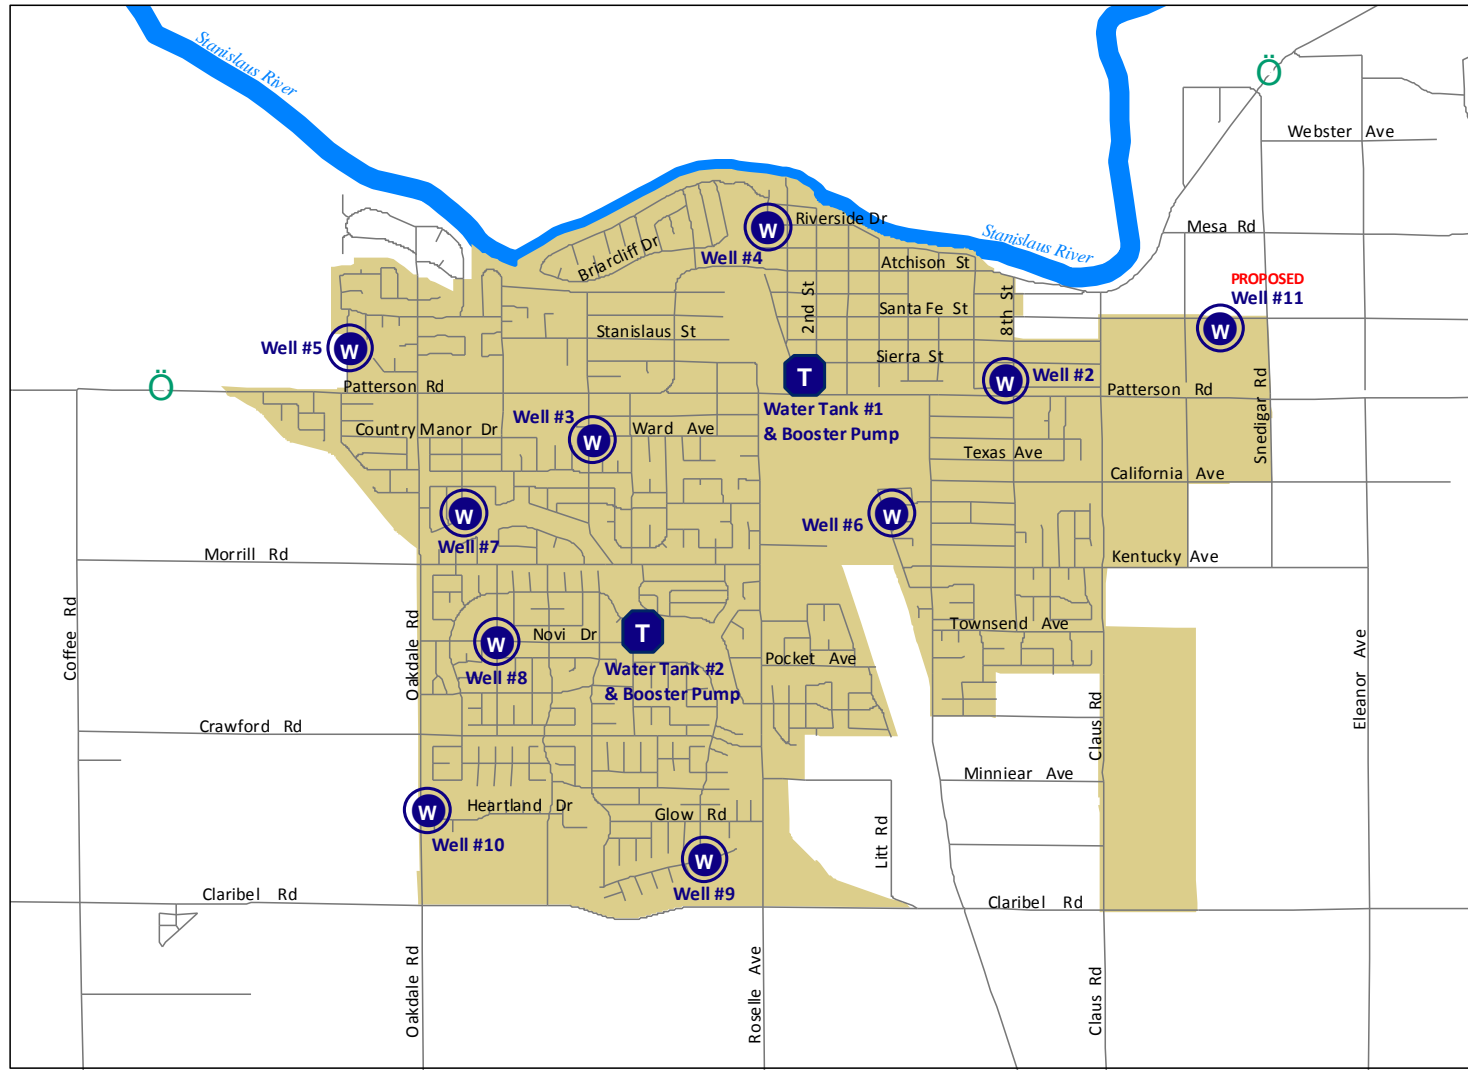 Stanislaus River
Ö
Webster Ave
Riverside Dr
Mesa Rd
Stanislaus River
Briarcliff Dr
W
Well #4
Atchison St
PROPOSED
Well #11
2nd St
Santa Fe St
8th St
W
Stanislaus St
Well #5
W
Sierra St
T
W
Well #2
Ö
Patterson Rd
Patterson Rd
Water Tank #1
& Booster Pump
Well #3
W
Country Manor Dr
Ward Ave
Snedigar Rd
Texas Ave
California Ave
W
Well #7
Well #6
W
Morrill Rd
Kentucky Ave
Coffee Rd
Oakdale Rd
W
Well #8
Novi Dr
T
Water Tank #2
& Booster Pump
Townsend Ave
Pocket Ave
Eleanor Ave
Claus Rd
Crawford Rd
Minniear Ave
W
Well #10
Heartland Dr
Glow Rd
Litt Rd
W
Well #9
Claribel Rd
Claribel Rd
Oakdale Rd
Roselle Ave
Claus Rd